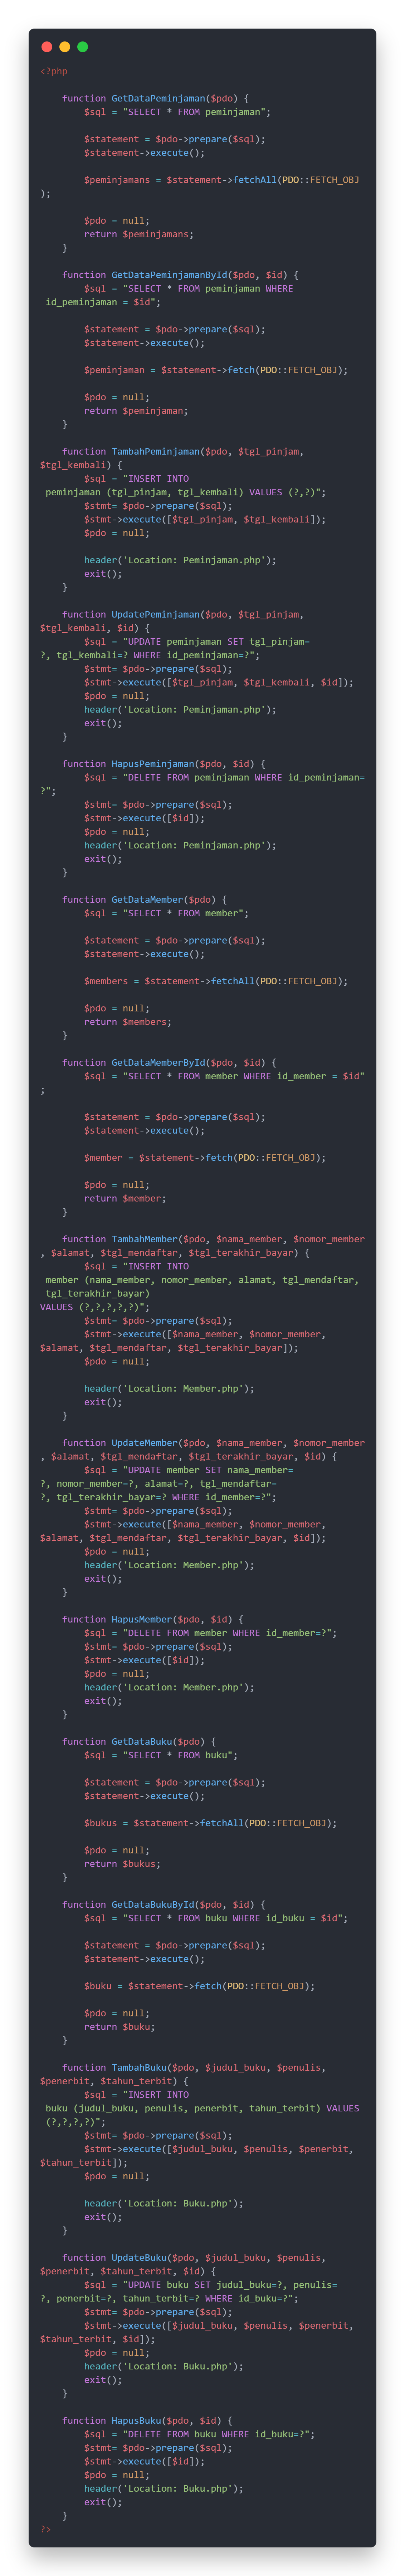 <?php

    function GetDataPeminjaman($pdo) {
        $sql = "SELECT * FROM peminjaman";

        $statement = $pdo->prepare($sql);
        $statement->execute();

        $peminjamans = $statement->fetchAll(PDO::FETCH_OBJ
);

        $pdo = null;
        return $peminjamans;
    }

    function GetDataPeminjamanById($pdo, $id) {
        $sql = "SELECT * FROM peminjaman WHERE
 id_peminjaman = $id";

        $statement = $pdo->prepare($sql);
        $statement->execute();

        $peminjaman = $statement->fetch(PDO::FETCH_OBJ);

        $pdo = null;
        return $peminjaman;
    }

    function TambahPeminjaman($pdo, $tgl_pinjam,
$tgl_kembali) {
        $sql = "INSERT INTO
 peminjaman (tgl_pinjam, tgl_kembali) VALUES (?,?)";
        $stmt= $pdo->prepare($sql);
        $stmt->execute([$tgl_pinjam, $tgl_kembali]);
        $pdo = null;

        header('Location: Peminjaman.php');
        exit();
    }

    function UpdatePeminjaman($pdo, $tgl_pinjam,
$tgl_kembali, $id) {
        $sql = "UPDATE peminjaman SET tgl_pinjam=
?, tgl_kembali=? WHERE id_peminjaman=?";
        $stmt= $pdo->prepare($sql);
        $stmt->execute([$tgl_pinjam, $tgl_kembali, $id]);
        $pdo = null;
        header('Location: Peminjaman.php');
        exit();
    }

    function HapusPeminjaman($pdo, $id) {
        $sql = "DELETE FROM peminjaman WHERE id_peminjaman=
?";
        $stmt= $pdo->prepare($sql);
        $stmt->execute([$id]);
        $pdo = null;
        header('Location: Peminjaman.php');
        exit();
    }

    function GetDataMember($pdo) {
        $sql = "SELECT * FROM member";

        $statement = $pdo->prepare($sql);
        $statement->execute();

        $members = $statement->fetchAll(PDO::FETCH_OBJ);

        $pdo = null;
        return $members;
    }

    function GetDataMemberById($pdo, $id) {
        $sql = "SELECT * FROM member WHERE id_member = $id"
;

        $statement = $pdo->prepare($sql);
        $statement->execute();

        $member = $statement->fetch(PDO::FETCH_OBJ);

        $pdo = null;
        return $member;
    }

    function TambahMember($pdo, $nama_member, $nomor_member
, $alamat, $tgl_mendaftar, $tgl_terakhir_bayar) {
        $sql = "INSERT INTO
 member (nama_member, nomor_member, alamat, tgl_mendaftar,
 tgl_terakhir_bayar)
VALUES (?,?,?,?,?)";
        $stmt= $pdo->prepare($sql);
        $stmt->execute([$nama_member, $nomor_member,
$alamat, $tgl_mendaftar, $tgl_terakhir_bayar]);
        $pdo = null;

        header('Location: Member.php');
        exit();
    }

    function UpdateMember($pdo, $nama_member, $nomor_member
, $alamat, $tgl_mendaftar, $tgl_terakhir_bayar, $id) {
        $sql = "UPDATE member SET nama_member=
?, nomor_member=?, alamat=?, tgl_mendaftar=
?, tgl_terakhir_bayar=? WHERE id_member=?";
        $stmt= $pdo->prepare($sql);
        $stmt->execute([$nama_member, $nomor_member,
$alamat, $tgl_mendaftar, $tgl_terakhir_bayar, $id]);
        $pdo = null;
        header('Location: Member.php');
        exit();
    }

    function HapusMember($pdo, $id) {
        $sql = "DELETE FROM member WHERE id_member=?";
        $stmt= $pdo->prepare($sql);
        $stmt->execute([$id]);
        $pdo = null;
        header('Location: Member.php');
        exit();
    }

    function GetDataBuku($pdo) {
        $sql = "SELECT * FROM buku";

        $statement = $pdo->prepare($sql);
        $statement->execute();

        $bukus = $statement->fetchAll(PDO::FETCH_OBJ);

        $pdo = null;
        return $bukus;
    }

    function GetDataBukuById($pdo, $id) {
        $sql = "SELECT * FROM buku WHERE id_buku = $id";

        $statement = $pdo->prepare($sql);
        $statement->execute();

        $buku = $statement->fetch(PDO::FETCH_OBJ);

        $pdo = null;
        return $buku;
    }

    function TambahBuku($pdo, $judul_buku, $penulis,
$penerbit, $tahun_terbit) {
        $sql = "INSERT INTO
 buku (judul_buku, penulis, penerbit, tahun_terbit) VALUES
 (?,?,?,?)";
        $stmt= $pdo->prepare($sql);
        $stmt->execute([$judul_buku, $penulis, $penerbit,
$tahun_terbit]);
        $pdo = null;

        header('Location: Buku.php');
        exit();
    }

    function UpdateBuku($pdo, $judul_buku, $penulis,
$penerbit, $tahun_terbit, $id) {
        $sql = "UPDATE buku SET judul_buku=?, penulis=
?, penerbit=?, tahun_terbit=? WHERE id_buku=?";
        $stmt= $pdo->prepare($sql);
        $stmt->execute([$judul_buku, $penulis, $penerbit,
$tahun_terbit, $id]);
        $pdo = null;
        header('Location: Buku.php');
        exit();
    }

    function HapusBuku($pdo, $id) {
        $sql = "DELETE FROM buku WHERE id_buku=?";
        $stmt= $pdo->prepare($sql);
        $stmt->execute([$id]);
        $pdo = null;
        header('Location: Buku.php');
        exit();
    }
?>